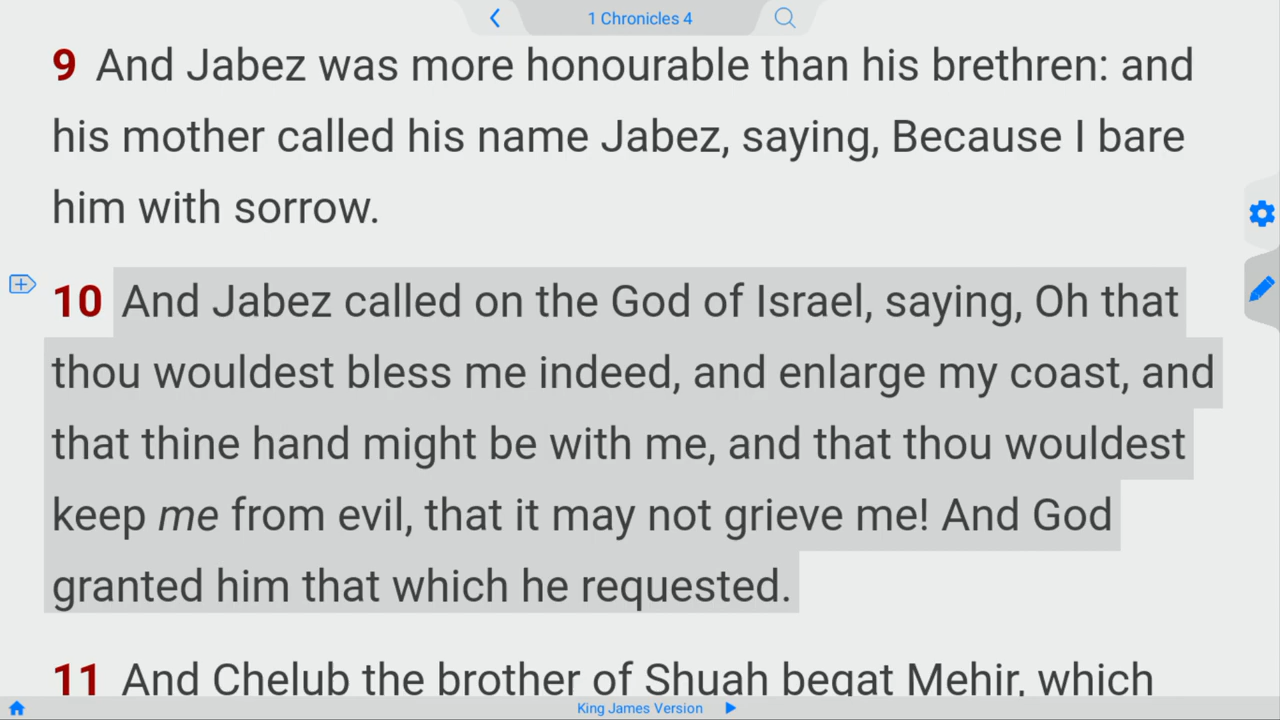 1 Chronicles 4
9 And Jabez was more honourable than his brethren: and
his mother called his name Jabez, saying, Because I bare
him with sorrow.
10 And Jabez called on the God of Israel, saying, Oh that
thou wouldest bless me indeed, and enlarge my coast, and
that thine hand might be with me, and that thou wouldest
keep me from evil, that it may not grieve me! And God
granted him that which he requested.
11 And Chelub the brother of Shuah begat Mehir, which
King James Version